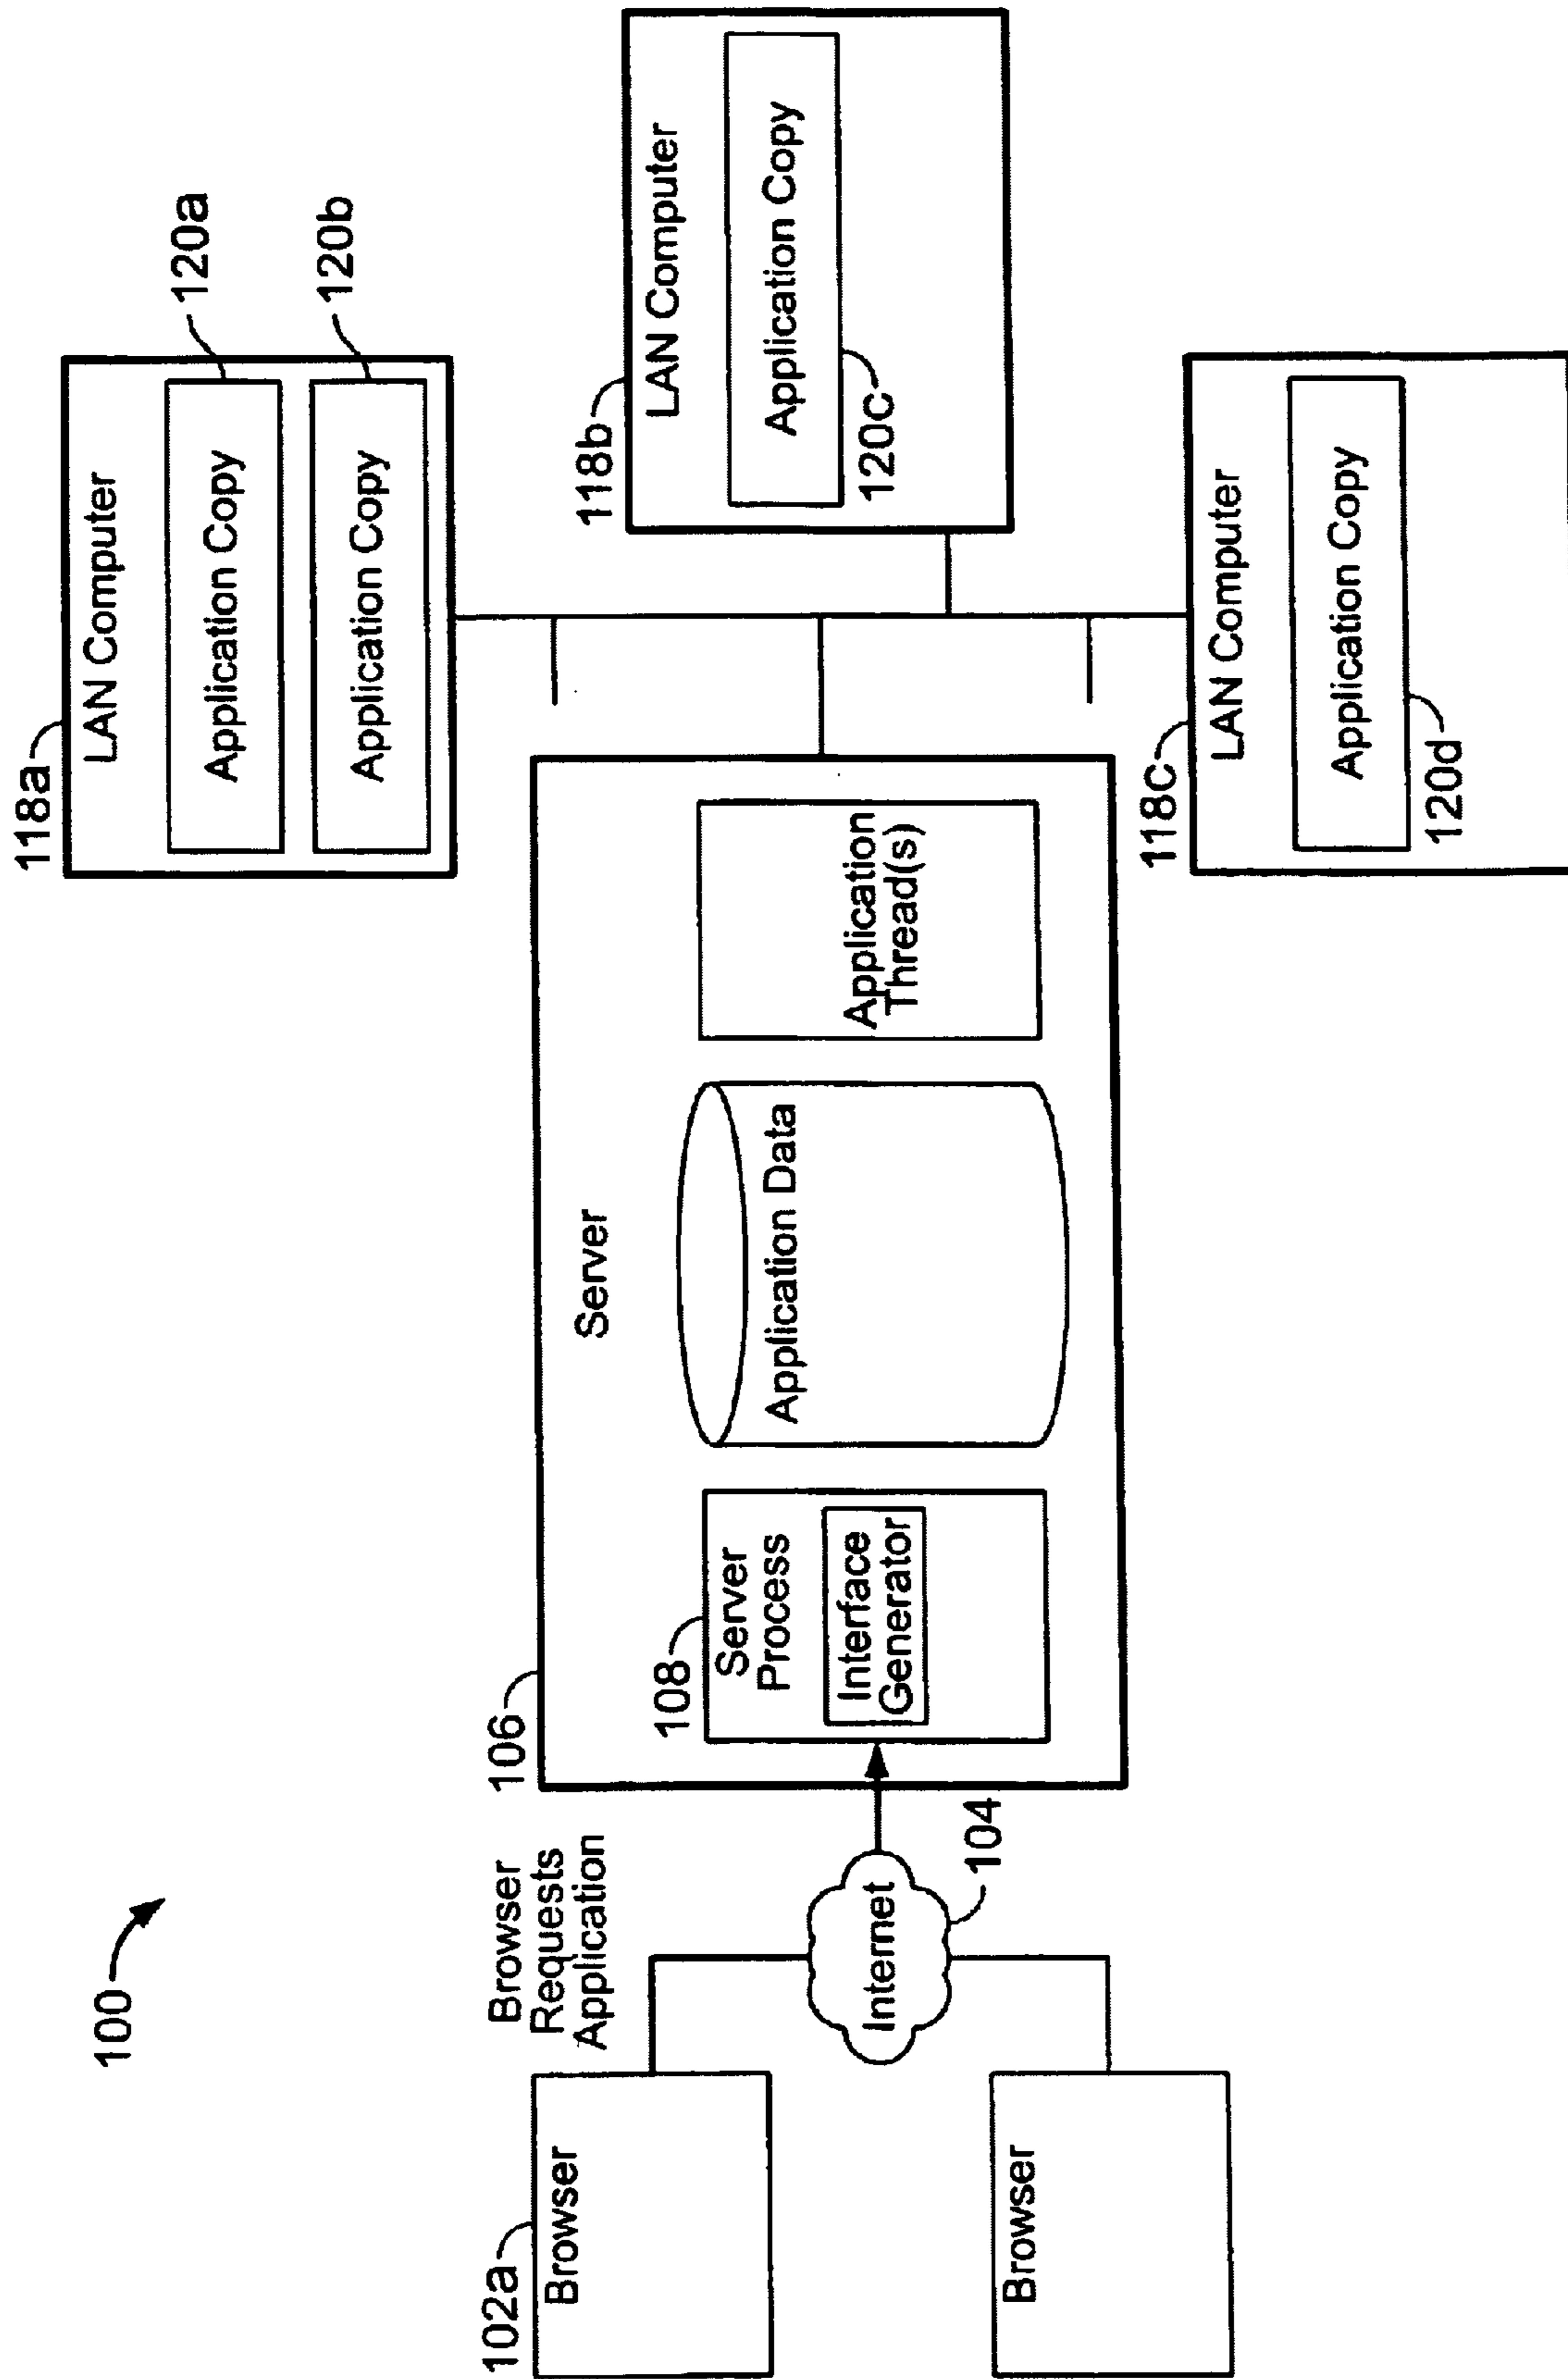 100
102a
Browser
Browser
Requests
Application
Browser
Internet
104
106
Server
108
Server
Process
Interface
Generator
Application Data
Application
Thread(s)
118a
LAN Computer
Application Copy
120a
Application Copy
120b
118b
LAN Computer
Application Copy
120c
118c
LAN Computer
Application Copy
120d